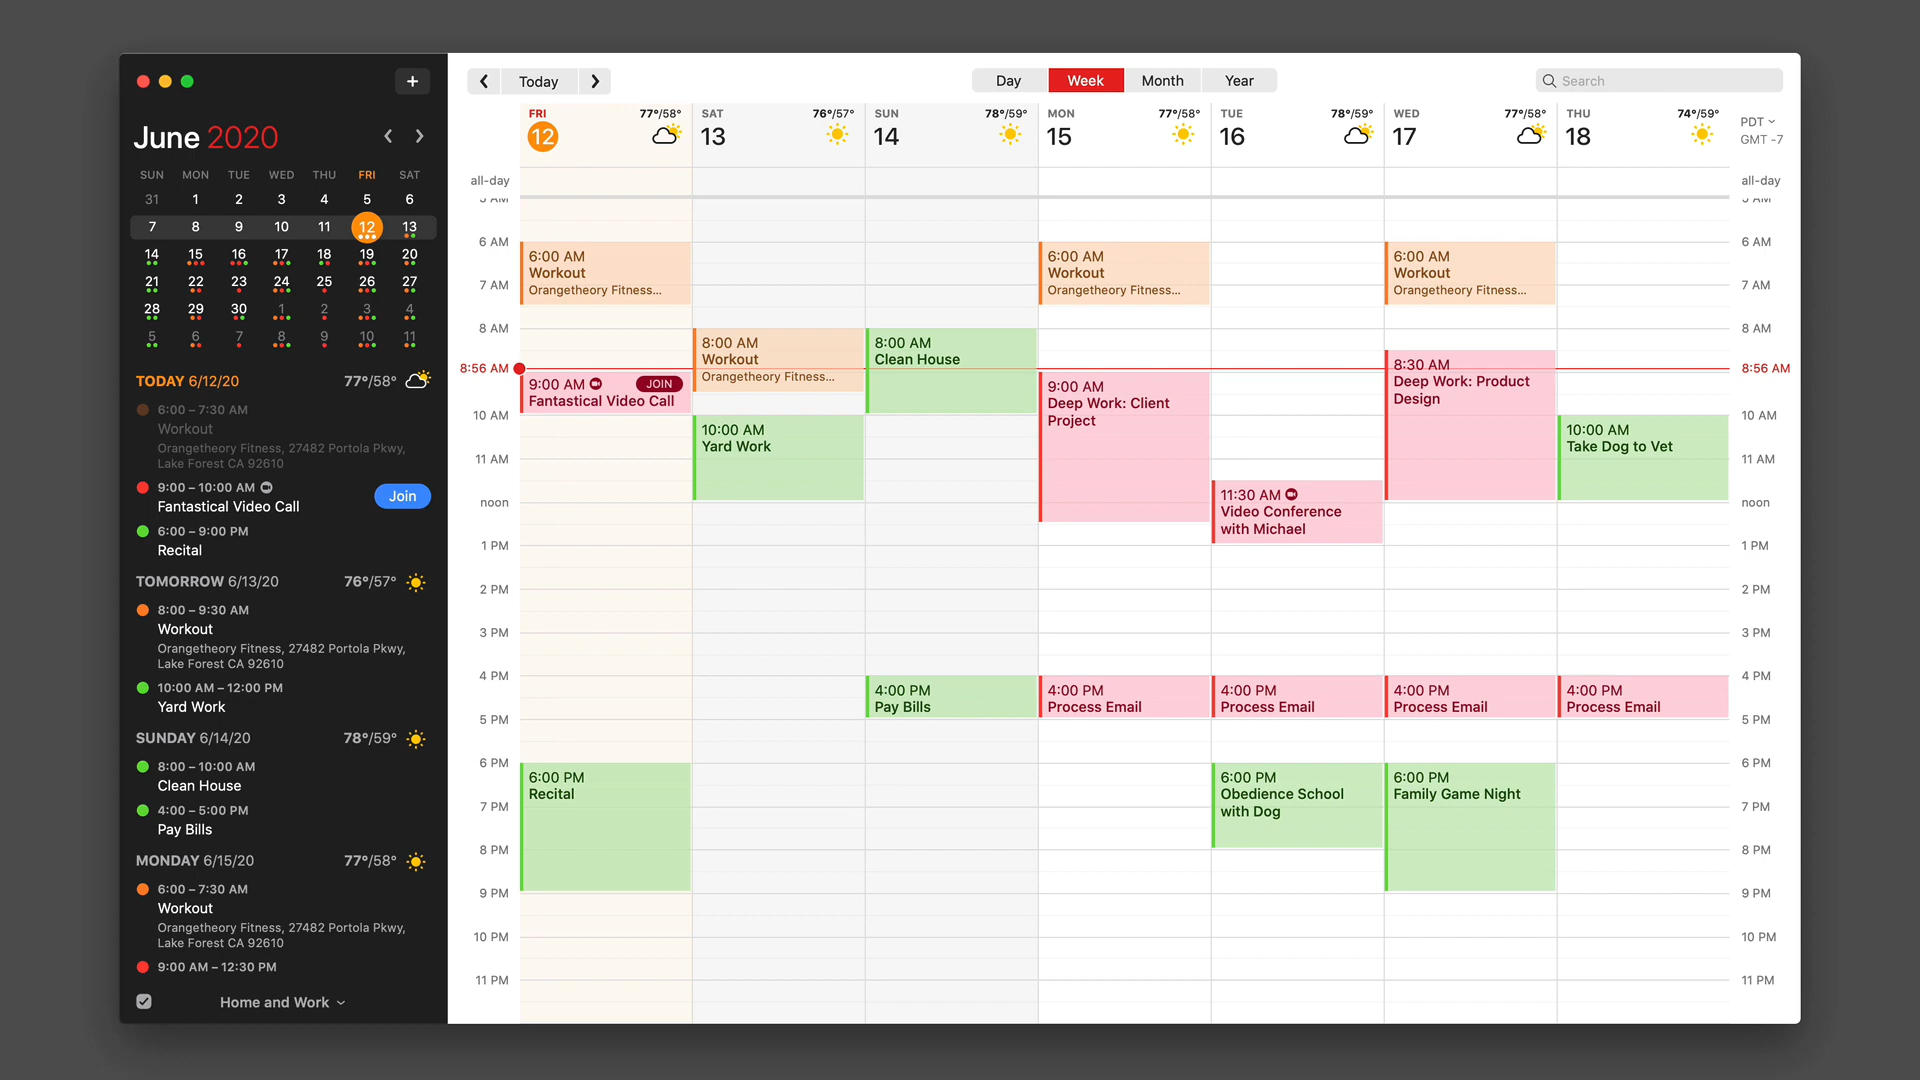 +
June 2020
SUN MON TUE WED THU FRI SAT
31 1 2 3 4 5 6
7 8 9 10 11 12 13
14 15 16 17 18 19 20
21 22 23 24 25 26 27
28 29 30 1 2 3 4
5 6 7 8 9 10 11
TODAY 6/12/20 77°/58°
6:00 – 7:30 AM
Workout
Orangetheory Fitness, 27482 Portola Pkwy,
Lake Forest CA 92610
9:00 – 10:00 AM
Fantastical Video Call
Join
6:00 – 9:00 PM
Recital
TOMORROW 6/13/20 76°/57°
8:00 – 9:30 AM
Workout
Orangetheory Fitness, 27482 Portola Pkwy,
Lake Forest CA 92610
10:00 AM – 12:00 PM
Yard Work
SUNDAY 6/14/20 78°/59°
8:00 – 10:00 AM
Clean House
4:00 – 5:00 PM
Pay Bills
MONDAY 6/15/20 77°/58°
6:00 – 7:30 AM
Workout
Orangetheory Fitness, 27482 Portola Pkwy,
Lake Forest CA 92610
9:00 AM – 12:30 PM
Home and Work
Today
Day Week Month Year
Search
FRI 77°/58°
12
SAT 76°/57°
13
SUN 78°/59°
14
MON 77°/58°
15
TUE 78°/59°
16
WED 77°/58°
17
THU 74°/59°
18
PDT
GMT -7
all-day
6 AM
7 AM
8 AM
8:56 AM
10 AM
11 AM
noon
1 PM
2 PM
3 PM
4 PM
5 PM
6 PM
7 PM
8 PM
9 PM
10 PM
11 PM
6:00 AM
Workout
Orangetheory Fitness...
9:00 AM JOIN
Fantastical Video Call
6:00 PM
Recital
8:00 AM
Workout
Orangetheory Fitness...
10:00 AM
Yard Work
8:00 AM
Clean House
4:00 PM
Pay Bills
6:00 AM
Workout
Orangetheory Fitness...
9:00 AM
Deep Work: Client
Project
4:00 PM
Process Email
11:30 AM
Video Conference
with Michael
4:00 PM
Process Email
6:00 PM
Obedience School
with Dog
6:00 AM
Workout
Orangetheory Fitness...
8:30 AM
Deep Work: Product
Design
4:00 PM
Process Email
6:00 PM
Family Game Night
10:00 AM
Take Dog to Vet
4:00 PM
Process Email
all-day
6 AM
7 AM
8 AM
8:56 AM
10 AM
11 AM
noon
1 PM
2 PM
3 PM
4 PM
5 PM
6 PM
7 PM
8 PM
9 PM
10 PM
11 PM